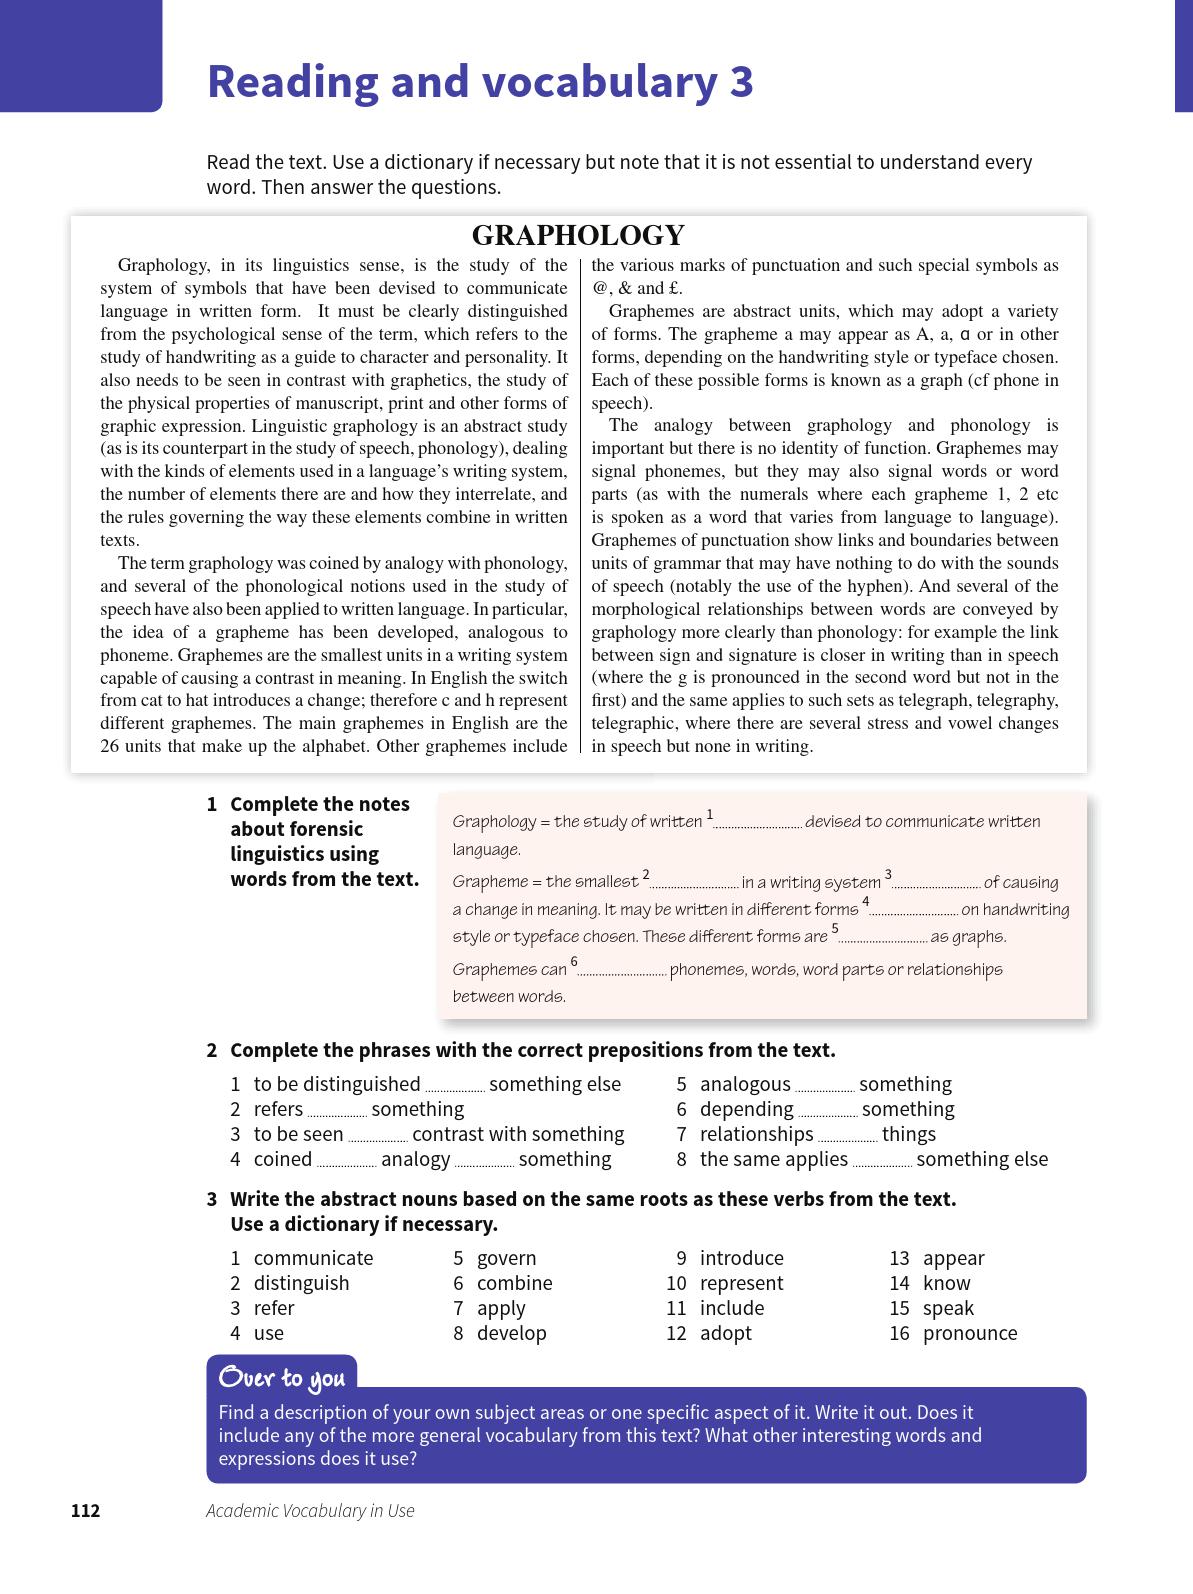 Reading and vocabulary 3
Read the text. Use a dictionary if necessary but note that it is not essential to understand every
word. Then answer the questions.
GRAPHOLOGY
Graphology, in its linguistics sense, is the study of the
system of symbols that have been devised to communicate
language in written form. It must be clearly distinguished
from the psychological sense of the term, which refers to the
study of handwriting as a guide to character and personality. It
also needs to be seen in contrast with graphetics, the study of
the physical properties of manuscript, print and other forms of
graphic expression. Linguistic graphology is an abstract study
(as is its counterpart in the study of speech, phonology), dealing
with the kinds of elements used in a language's writing system,
the number of elements there are and how they interrelate, and
the rules governing the way these elements combine in written
texts.
The term graphology was coined by analogy with phonology,
and several of the phonological notions used in the study of
speech have also been applied to written language. In particular,
the idea of a grapheme has been developed, analogous to
phoneme. Graphemes are the smallest units in a writing system
capable of causing a contrast in meaning. In English the switch
from cat to hat introduces a change; therefore c and h represent
different graphemes. The main graphemes in English are the
26 units that make up the alphabet. Other graphemes include
the various marks of punctuation and such special symbols as
@, & and £.
Graphemes are abstract units, which may adopt a variety
of forms. The grapheme a may appear as A, a, ɑ or in other
forms, depending on the handwriting style or typeface chosen.
Each of these possible forms is known as a graph (cf phone in
speech).
The analogy between graphology and phonology is
important but there is no identity of function. Graphemes may
signal phonemes, but they may also signal words or word
parts (as with the numerals where each grapheme 1, 2 etc
is spoken as a word that varies from language to language).
Graphemes of punctuation show links and boundaries between
units of grammar that may have nothing to do with the sounds
of speech (notably the use of the hyphen). And several of the
morphological relationships between words are conveyed by
graphology more clearly than phonology: for example the link
between sign and signature is closer in writing than in speech
(where the g is pronounced in the second word but not in the
first) and the same applies to such sets as telegraph, telegraphy,
telegraphic, where there are several stress and vowel changes
in speech but none in writing.
1 Complete the notes
about forensic
linguistics using
words from the text.
Graphology = the study of written 1.............................. devised to communicate written
language.
Grapheme = the smallest 2.............................. in a writing system 3.............................. of causing
a change in meaning. It may be written in different forms 4.............................. on handwriting
style or typeface chosen. These different forms are 5.............................. as graphs.
Graphemes can 6.............................. phonemes, words, word parts or relationships
between words.
2 Complete the phrases with the correct prepositions from the text.
1 to be distinguished .................... something else
2 refers .................... something
3 to be seen .................... contrast with something
4 coined .................... analogy .................... something
5 analogous .................... something
6 depending .................... something
7 relationships .................... things
8 the same applies .................... something else
3 Write the abstract nouns based on the same roots as these verbs from the text.
Use a dictionary if necessary.
1 communicate
2 distinguish
3 refer
4 use
5 govern
6 combine
7 apply
8 develop
9 introduce
10 represent
11 include
12 adopt
13 appear
14 know
15 speak
16 pronounce
Over to you
Find a description of your own subject areas or one specific aspect of it. Write it out. Does it
include any of the more general vocabulary from this text? What other interesting words and
expressions does it use?
112 Academic Vocabulary in Use